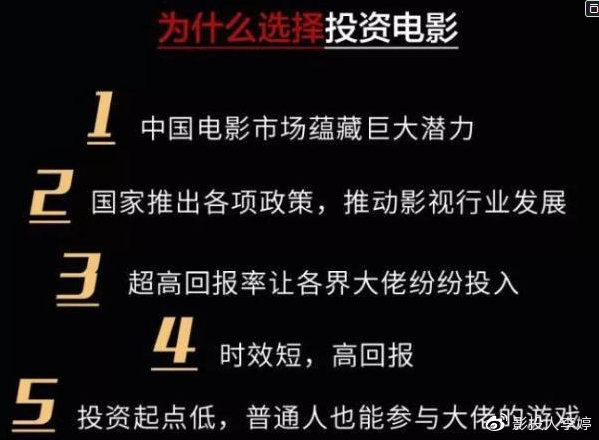 为什么选择投资电影
1 中国电影市场蕴藏巨大潜力
2 国家推出各项政策，推动影视行业发展
3 超高回报率让各界大佬纷纷投入
4 时效短，高回报
5 投资起点低，普通人也能参与大佬的游戏
影投人李婷